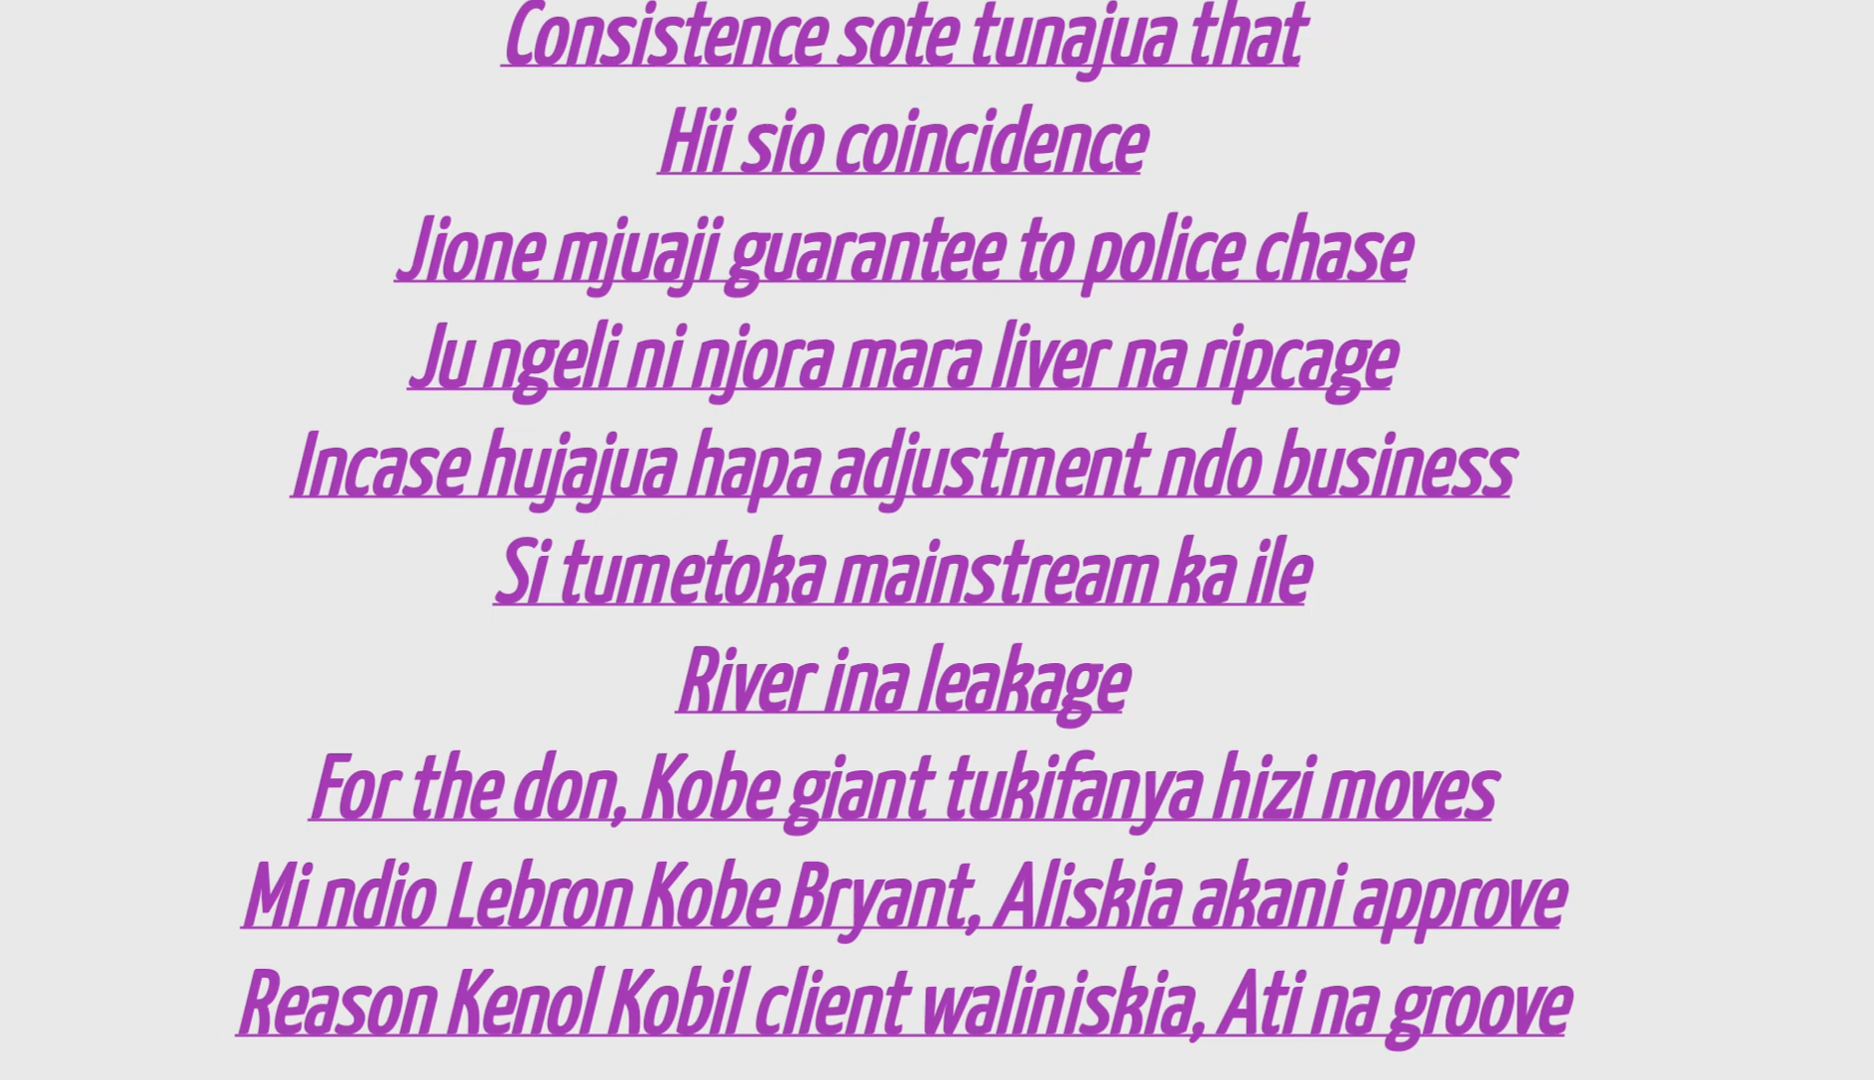 Consistence sote tunajua that
Hii sio coincidence
Jione mjuaji guarantee to police chase
Ju ngeli ni njora mara liver na ripcage
Incase hujajua hapa adjustment ndo business
Si tumetoka mainstream ka ile
River ina leakage
For the don, Kobe giant tukifanya hizi moves
Mi ndio Lebron Kobe Bryant, Aliskia akani approve
Reason Kenol Kobil client waliniskia, Ati na groove